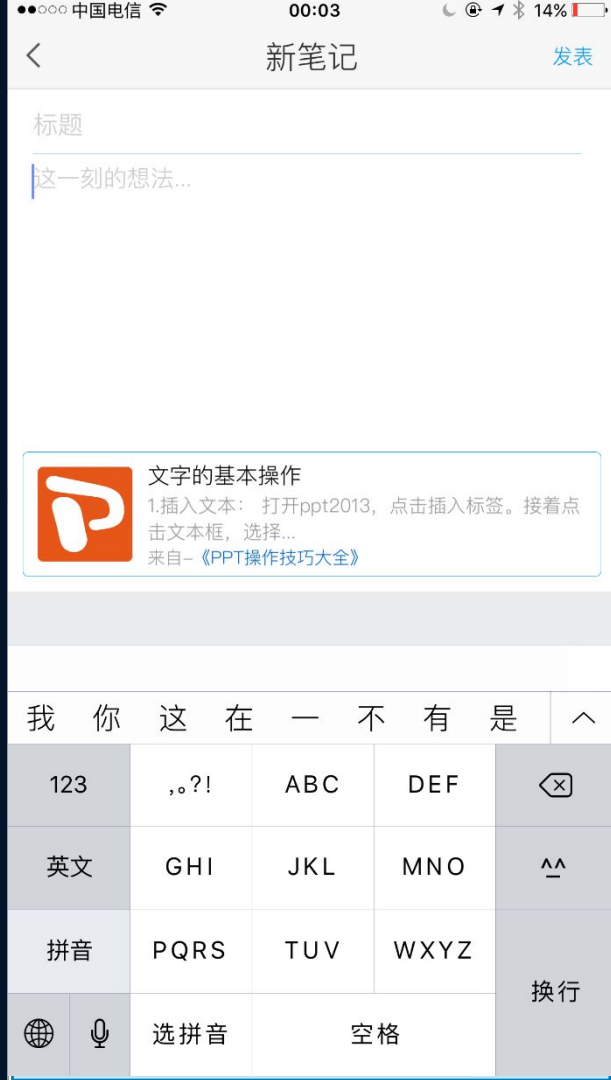 中国电信 00:03 14%
新笔记 发表
标题
这一刻的想法...
文字的基本操作
1.插入文本： 打开ppt2013，点击插入标签。接着点
击文本框，选择...
来自-《PPT操作技巧大全》
我 你 这 在 一 不 有 是
123 ,。?! ABC DEF
英文 GHI JKL MNO ^^
拼音 PQRS TUV WXYZ
换行
选拼音 空格